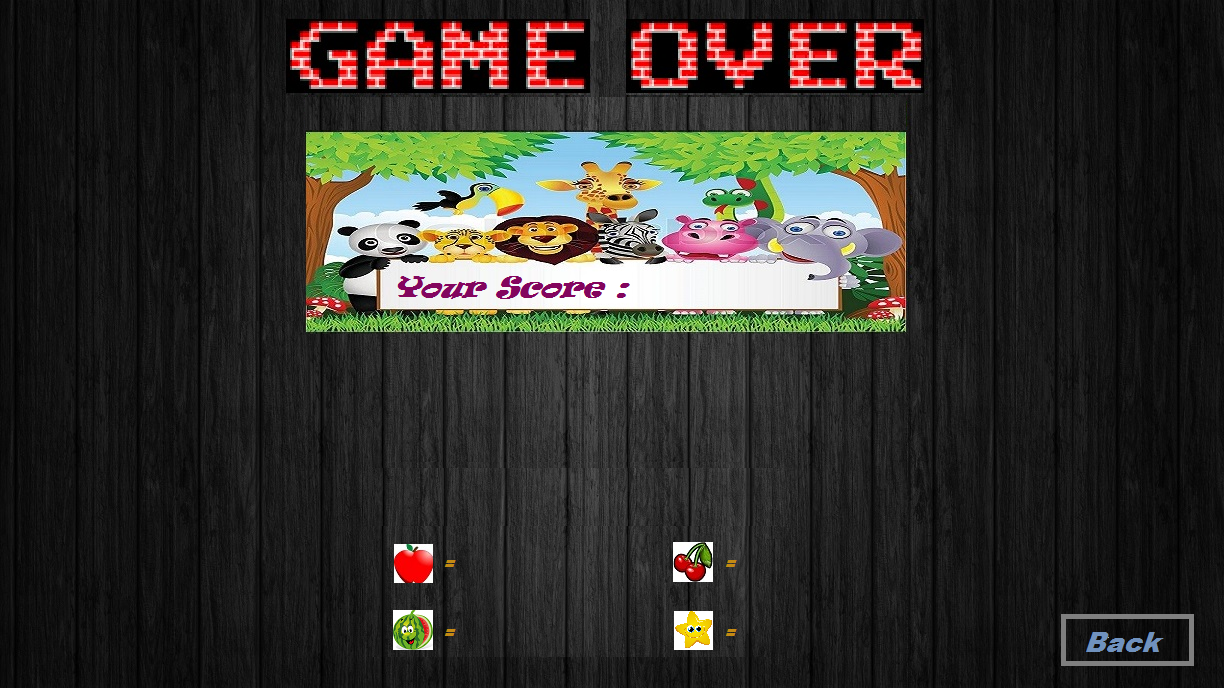 GAME OVER
Your Score :
= =
= =
Back